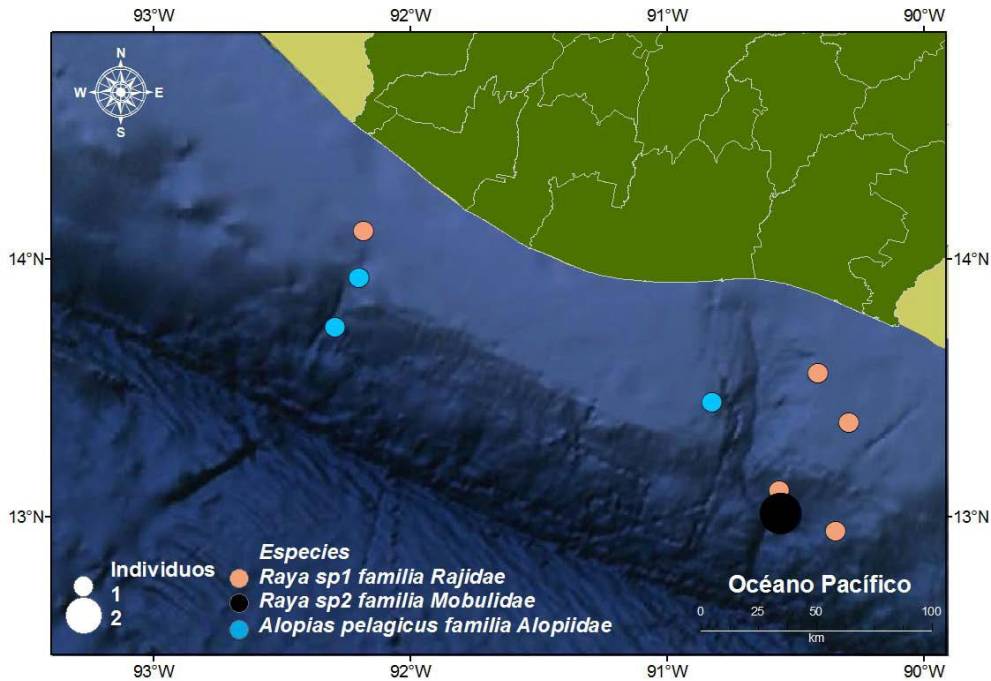 93°W 92°W 91°W 90°W
N
W E
S
14°N 14°N
13°N 13°N
Individuos
1
2
Especies
Raya sp1 familia Rajidae
Raya sp2 familia Mobulidae
Alopias pelagicus familia Alopiidae
Océano Pacífico
0 25 50 100
km
93°W 92°W 91°W 90°W